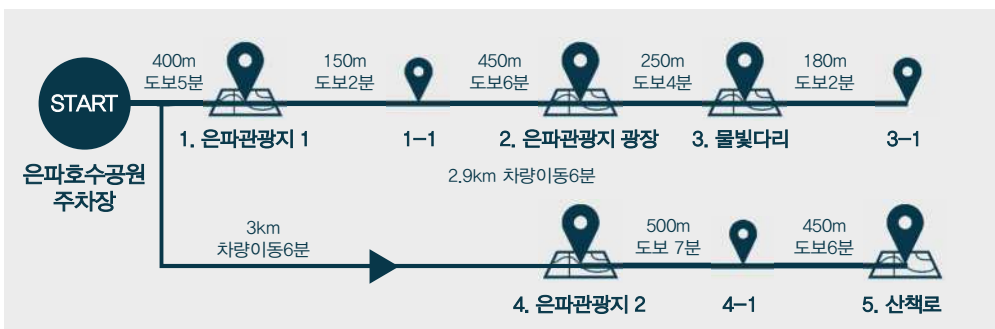 START
은파호수공원
주차장
400m
도보5분
1. 은파관광지 1
150m
도보2분
1-1
450m
도보6분
2. 은파관광지 광장
250m
도보4분
3. 물빛다리
180m
도보2분
3-1
2.9km 차량이동6분
3km
차량이동6분
4. 은파관광지 2
500m
도보 7분
4-1
450m
도보6분
5. 산책로